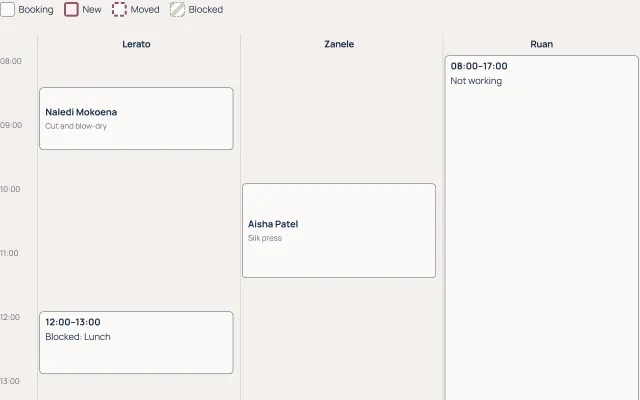 Booking New Moved Blocked
Lerato Zanele Ruan
08:00
08:00–17:00
Not working
Naledi Mokoena
Cut and blow-dry
09:00
10:00
Aisha Patel
Silk press
11:00
12:00
12:00–13:00
Blocked: Lunch
13:00